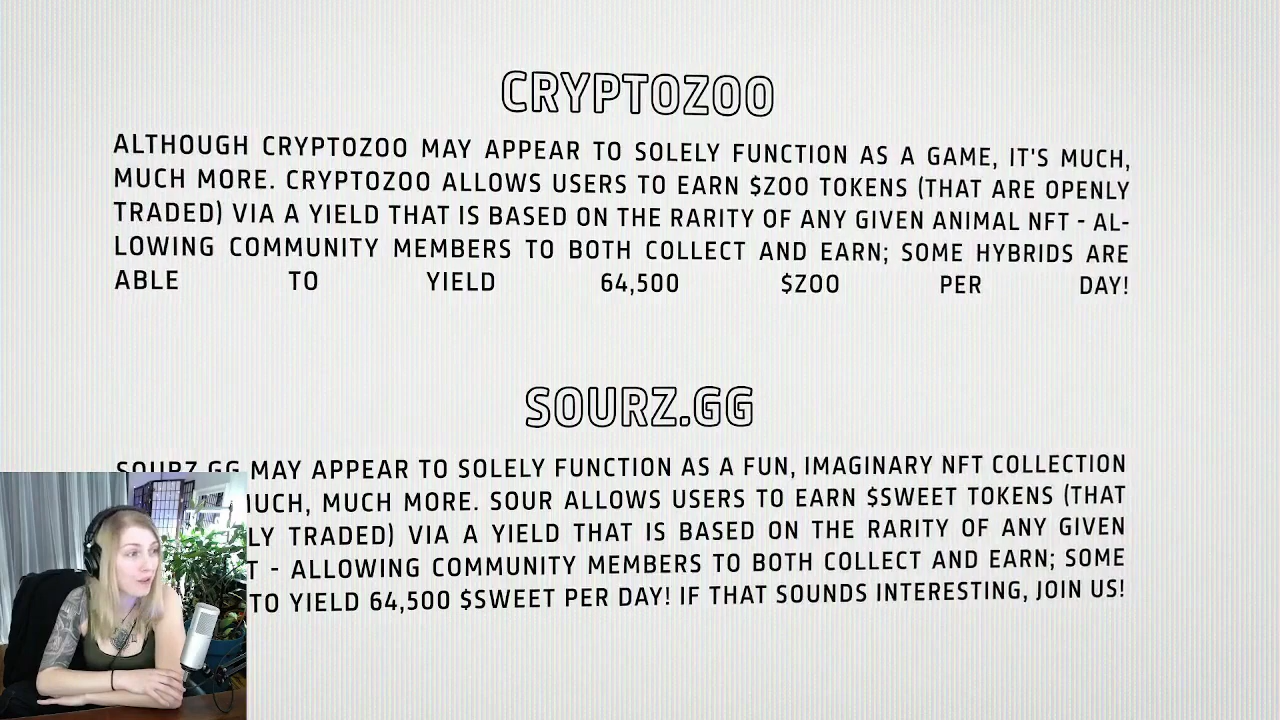 CRYPTOZOO
ALTHOUGH CRYPTOZOO MAY APPEAR TO SOLELY FUNCTION AS A GAME, IT'S MUCH,
MUCH MORE. CRYPTOZOO ALLOWS USERS TO EARN $ZOO TOKENS (THAT ARE OPENLY
TRADED) VIA A YIELD THAT IS BASED ON THE RARITY OF ANY GIVEN ANIMAL NFT - AL-
LOWING COMMUNITY MEMBERS TO BOTH COLLECT AND EARN; SOME HYBRIDS ARE
ABLE TO YIELD 64,500 $ZOO PER DAY!
SOURZ.GG
SOURZ.GG MAY APPEAR TO SOLELY FUNCTION AS A FUN, IMAGINARY NFT COLLECTION
MUCH, MUCH MORE. SOUR ALLOWS USERS TO EARN $SWEET TOKENS (THAT
LY TRADED) VIA A YIELD THAT IS BASED ON THE RARITY OF ANY GIVEN
T - ALLOWING COMMUNITY MEMBERS TO BOTH COLLECT AND EARN; SOME
TO YIELD 64,500 $SWEET PER DAY! IF THAT SOUNDS INTERESTING, JOIN US!